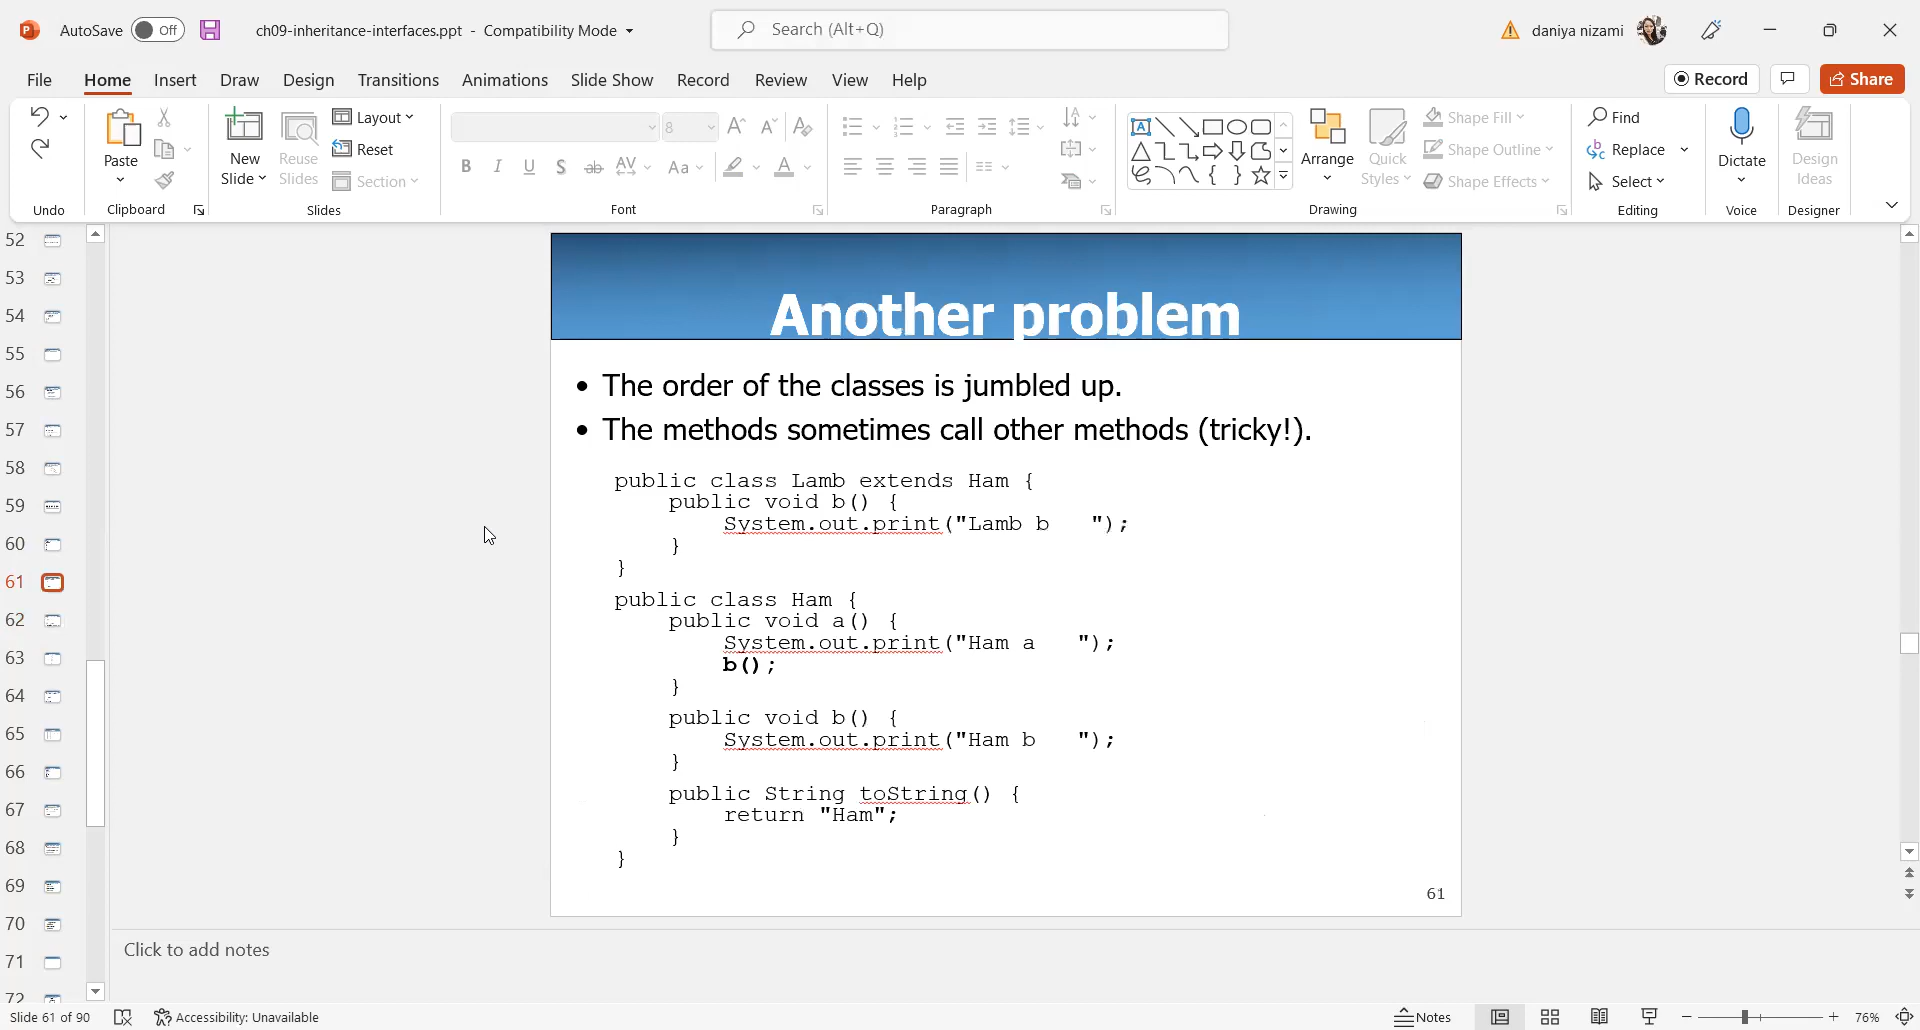 AutoSave Off ch09-inheritance-interfaces.ppt - Compatibility Mode Search (Alt+Q) daniya nizami
File Home Insert Draw Design Transitions Animations Slide Show Record Review View Help Record Share
Paste
New Slide
Reuse Slides
Layout
Reset
Section
8
B I U S ab AV Aa A
Arrange
Quick Styles
Shape Fill
Shape Outline
Shape Effects
Find
Replace
Select
Dictate
Design Ideas
Undo Clipboard Slides Font Paragraph Drawing Editing Voice Designer
52
53
54
55
56
57
58
59
60
61
62
63
64
65
66
67
68
69
70
71
72
Another problem
• The order of the classes is jumbled up.
• The methods sometimes call other methods (tricky!).
public class Lamb extends Ham {
public void b() {
System.out.print("Lamb b   ");
}
}
public class Ham {
public void a() {
System.out.print("Ham a   ");
b();
}
public void b() {
System.out.print("Ham b   ");
}
public String toString() {
return "Ham";
}
}
61
Click to add notes
Slide 61 of 90 Accessibility: Unavailable Notes 76%